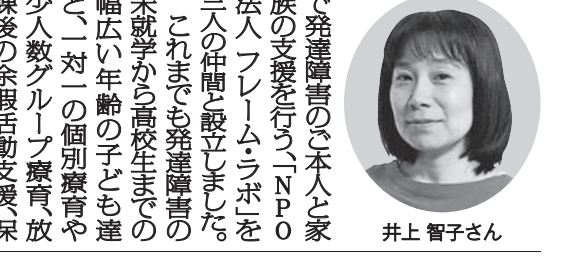 で発達障害のご本人と家
族の支援を行う、「NPO
法人 フレーム・ラボ」を
三人の仲間と設立しました。
これまでも発達障害の
未就学から高校生までの
幅広い年齢の子ども達
と、一対一の個別療育や
少人数グループ療育、放
課後の余暇活動支援、保
井上 智子さん